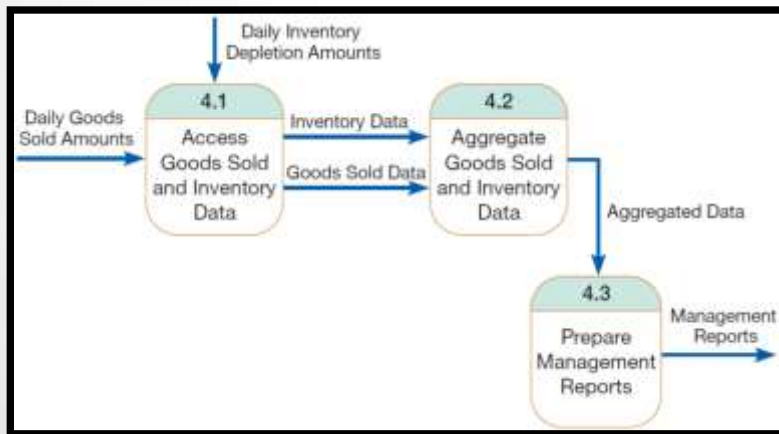 Daily Inventory
Depletion Amounts
Daily Goods
Sold Amounts
4.1
Access
Goods Sold
and Inventory
Data
Inventory Data
Goods Sold Data
4.2
Aggregate
Goods Sold
and Inventory
Data
Aggregated Data
4.3
Prepare
Management
Reports
Management
Reports